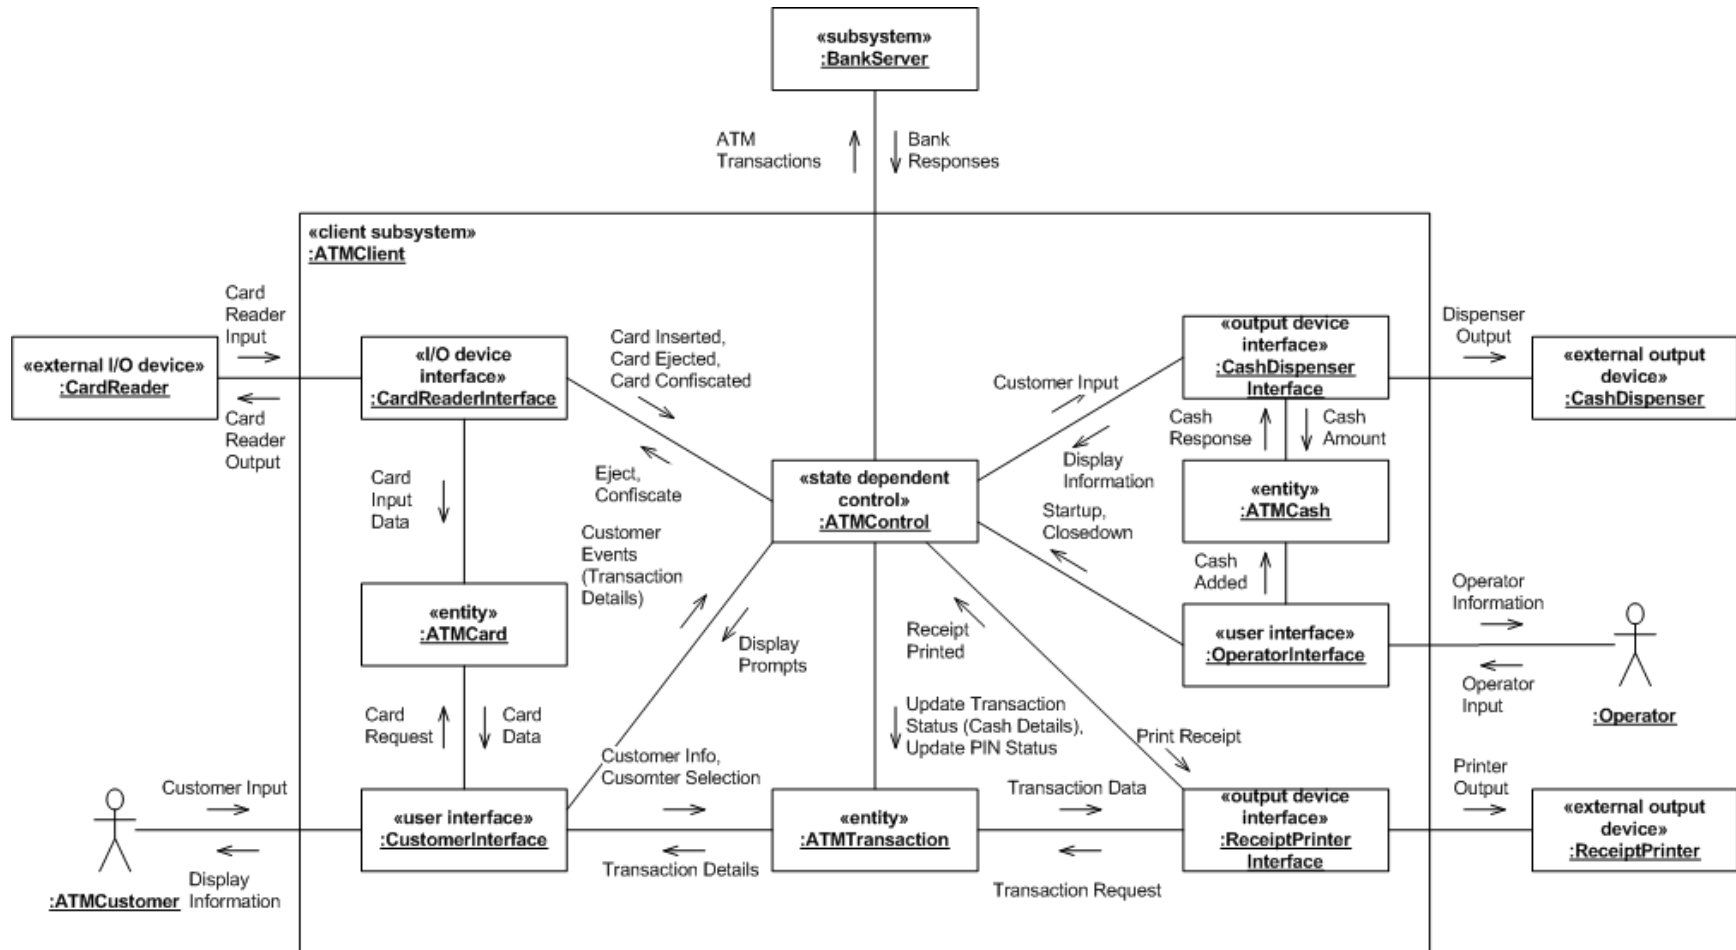 «subsystem»
:BankServer
ATM
Transactions
Bank
Responses
«client subsystem»
:ATMClient
Card
Reader
Input
«external I/O device»
:CardReader
Card
Reader
Output
«I/O device
interface»
:CardReaderInterface
Card Inserted,
Card Ejected,
Card Confiscated
Eject,
Confiscate
Customer Input
Display
Information
«output device
interface»
:CashDispenser
Interface
Dispenser
Output
«external output
device»
:CashDispenser
Cash
Response
Cash
Amount
Card
Input
Data
«state dependent
control»
:ATMControl
Startup,
Closedown
«entity»
:ATMCash
Customer
Events
(Transaction
Details)
Cash
Added
Operator
Information
«entity»
:ATMCard
Display
Prompts
Receipt
Printed
«user interface»
:OperatorInterface
Operator
Input
:Operator
Card
Request
Card
Data
Update Transaction
Status (Cash Details),
Update PIN Status
Print Receipt
Customer Info,
Cusomter Selection
Customer Input
Transaction Data
Printer
Output
«user interface»
:CustomerInterface
«entity»
:ATMTransaction
«output device
interface»
:ReceiptPrinter
Interface
«external output
device»
:ReceiptPrinter
Transaction Details
Transaction Request
:ATMCustomer
Display
Information